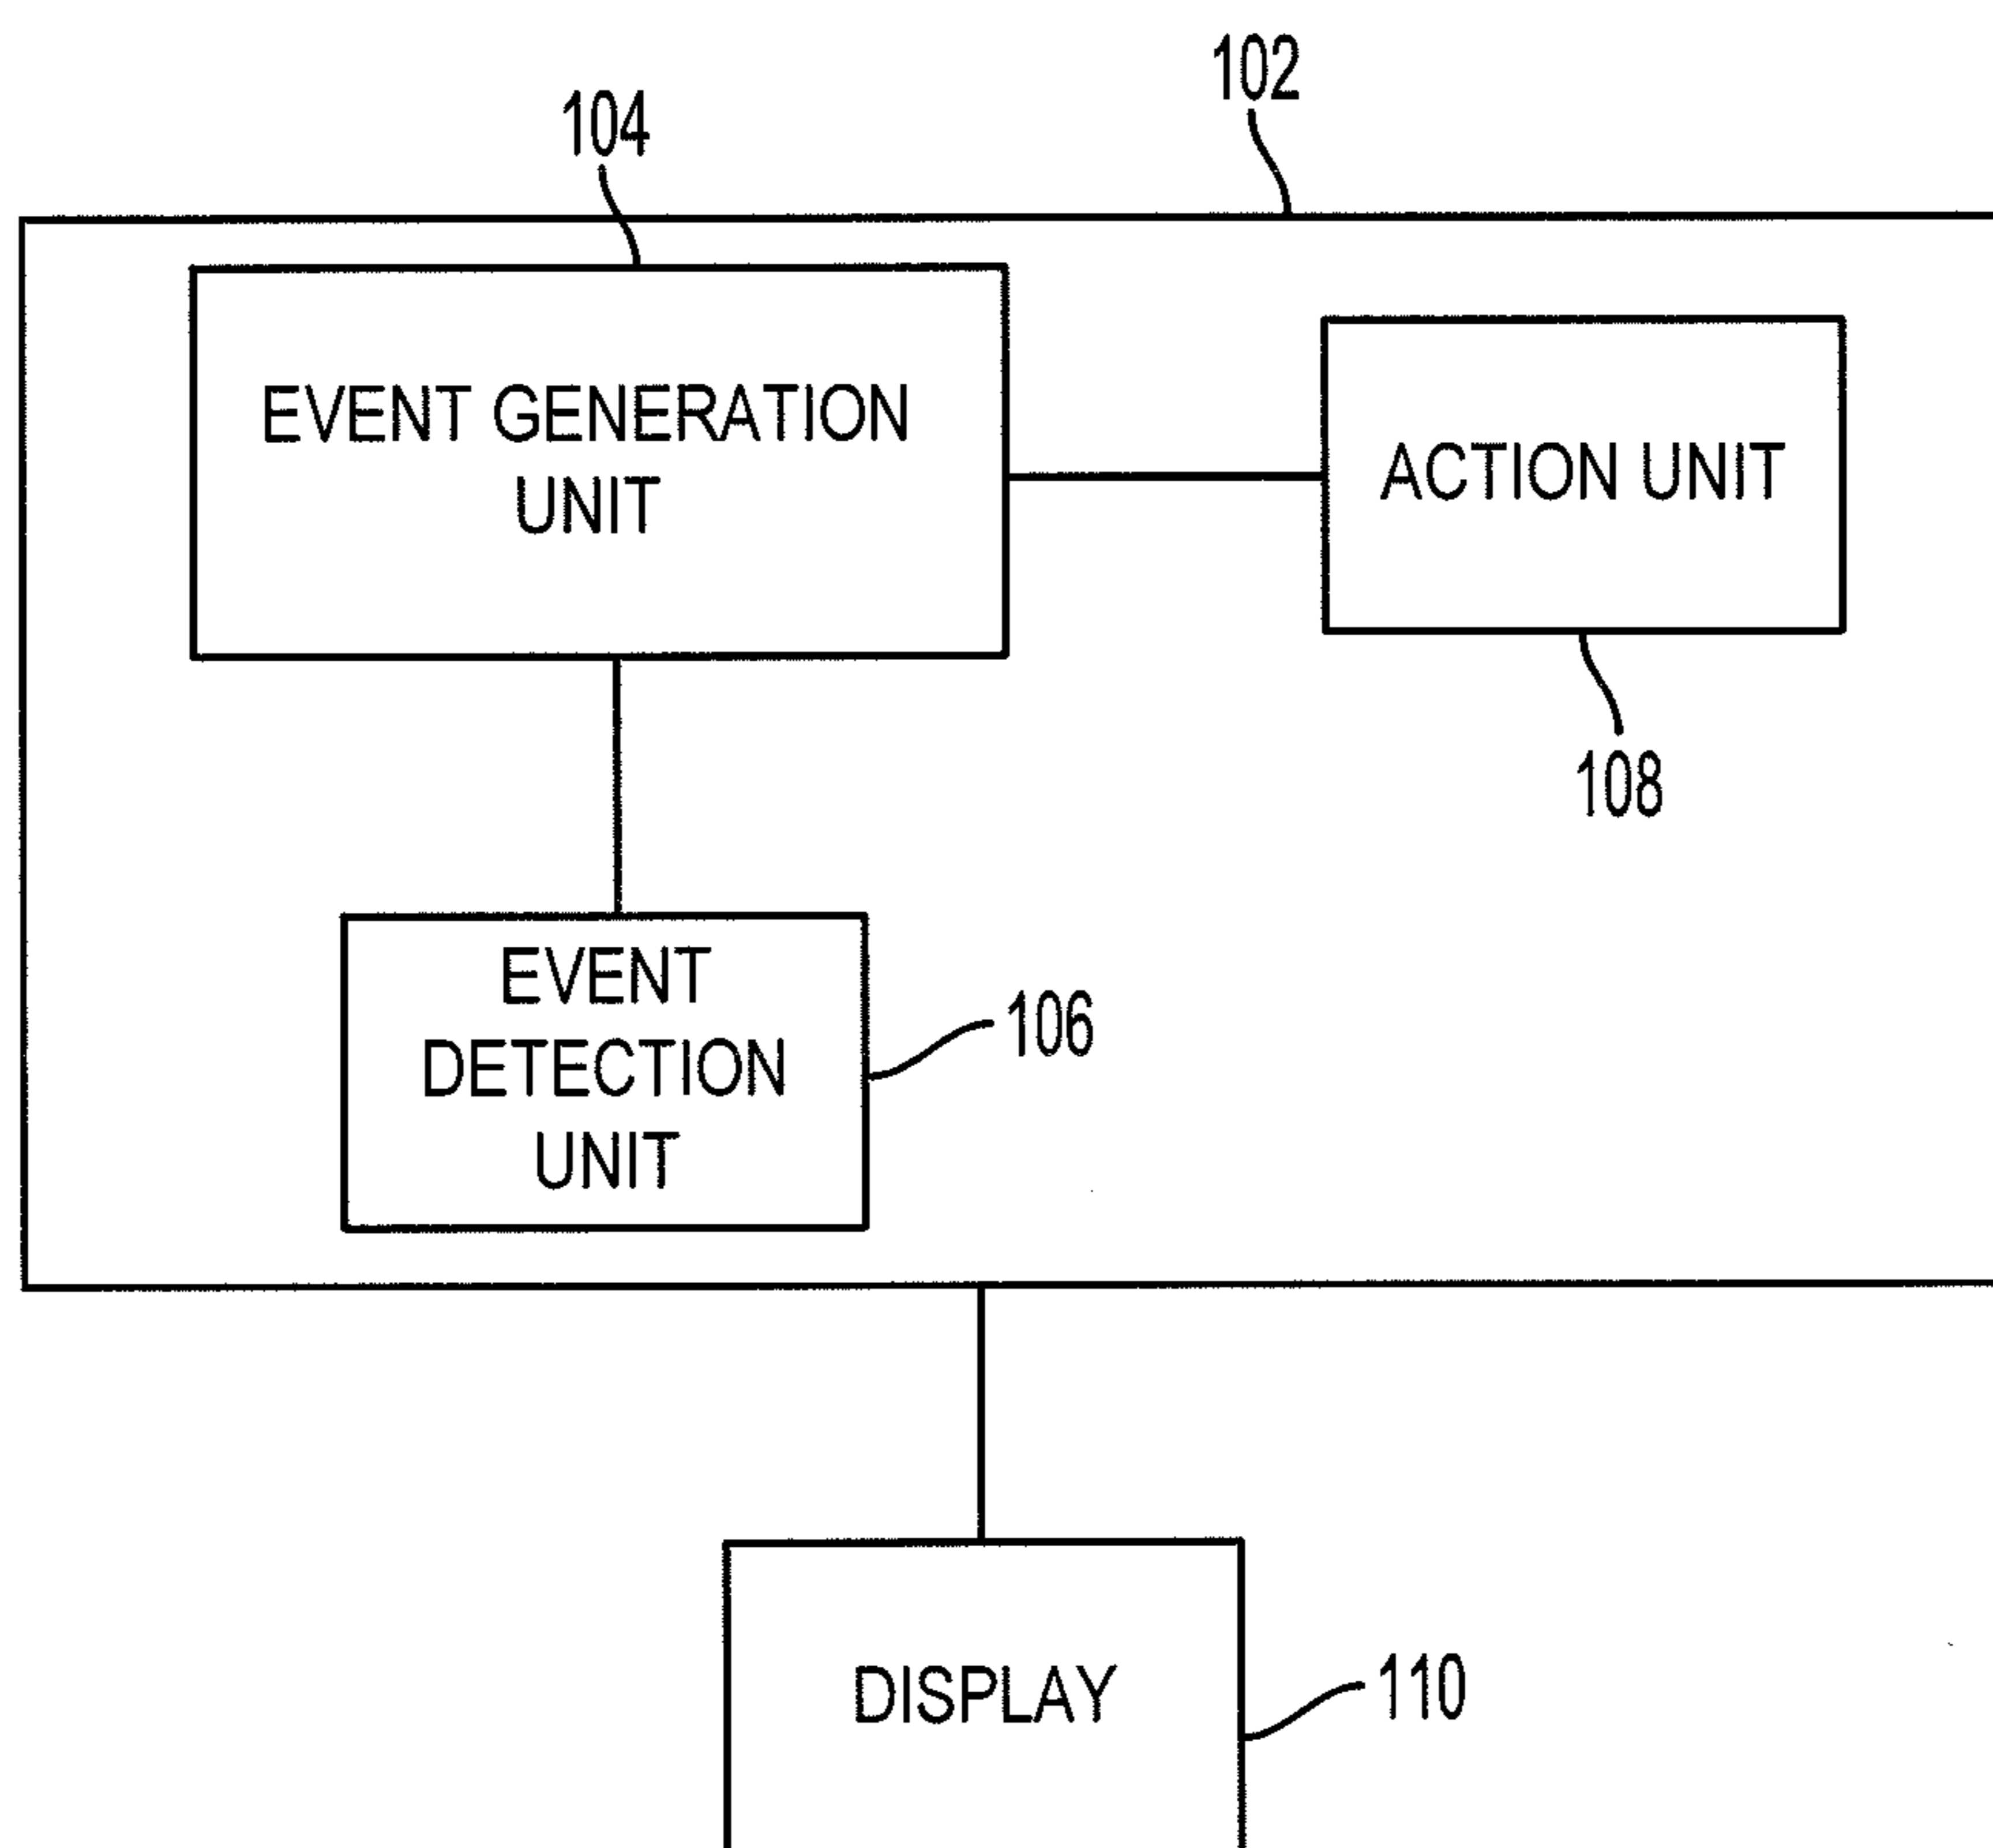 102
104
EVENT GENERATION
UNIT
ACTION UNIT
108
EVENT
DETECTION
UNIT
106
DISPLAY
110